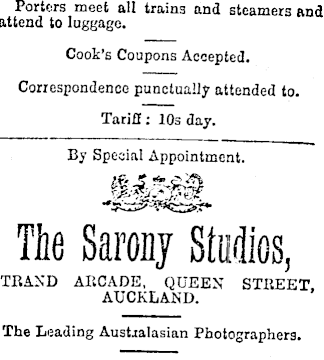 Porters meet all trains and steamers and
attend to luggage.
Cook's Coupons Accepted.
Correspondence punctually attended to.
Tariff : 10s day.
By Special Appointment.
The Sarony Studios,
TRAND ARCADE, QUEEN STREET,
AUCKLAND.
The Leading Australasian Photographers.